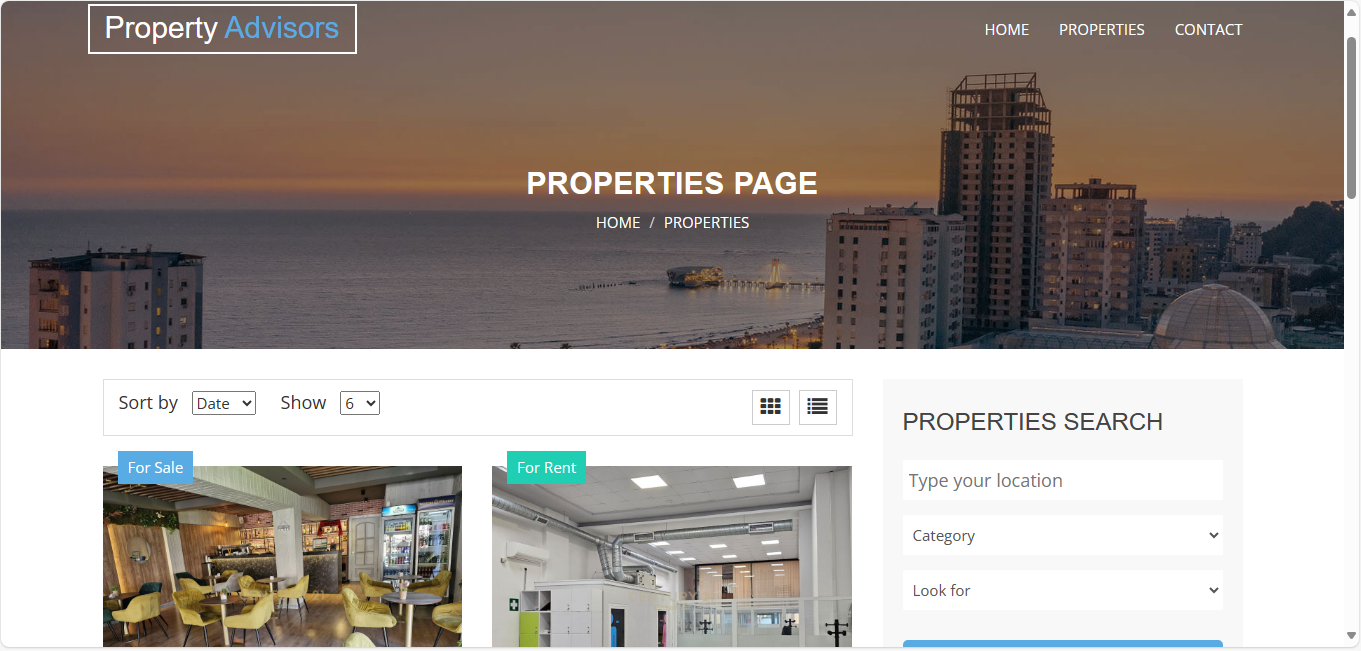 Property Advisors
HOME PROPERTIES CONTACT
PROPERTIES PAGE
HOME / PROPERTIES
Sort by Date Show 6
PROPERTIES SEARCH
Type your location
Category
Look for
For Sale
For Rent